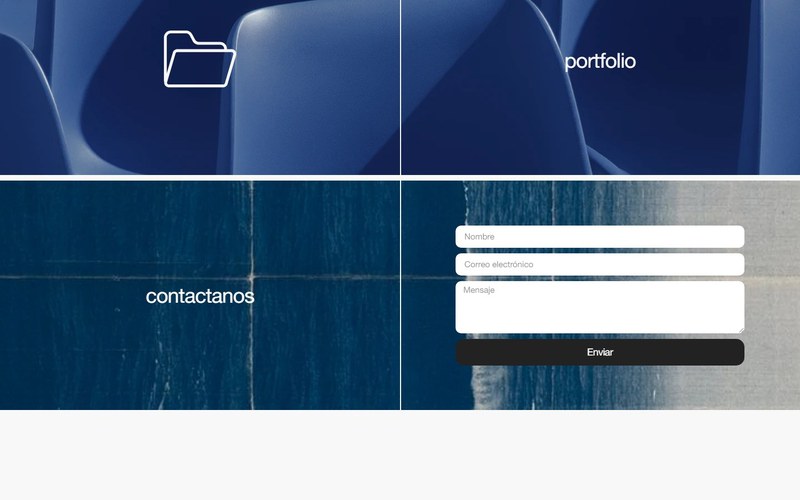 portfolio
contactanos
Nombre
Correo electrónico
Mensaje
Enviar